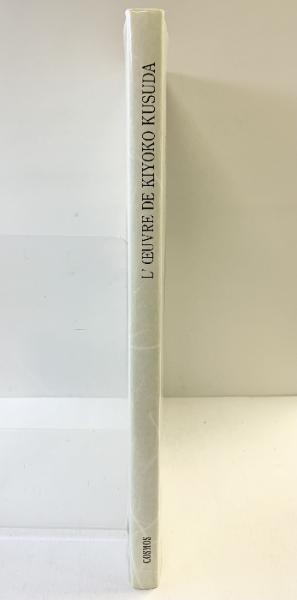 L' ŒUVRE DE KIYOKO KUSUDA
COSMOS